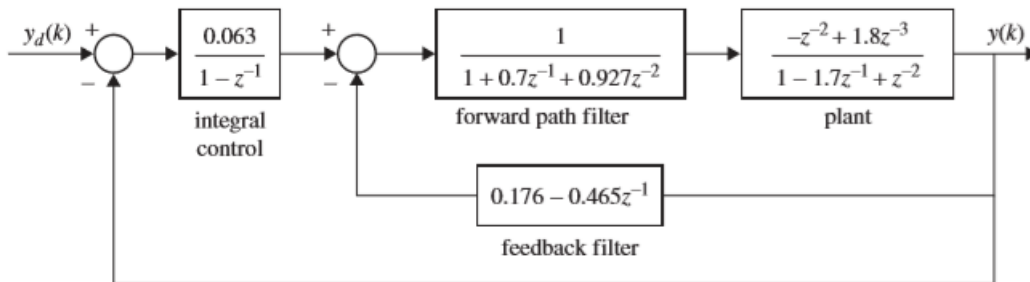 y_d(k)
+
−
0.063
1 − z⁻¹
integral
control
+
−
1
1 + 0.7z⁻¹ + 0.927z⁻²
forward path filter
−z⁻² + 1.8z⁻³
1 − 1.7z⁻¹ + z⁻²
plant
y(k)
0.176 − 0.465z⁻¹
feedback filter